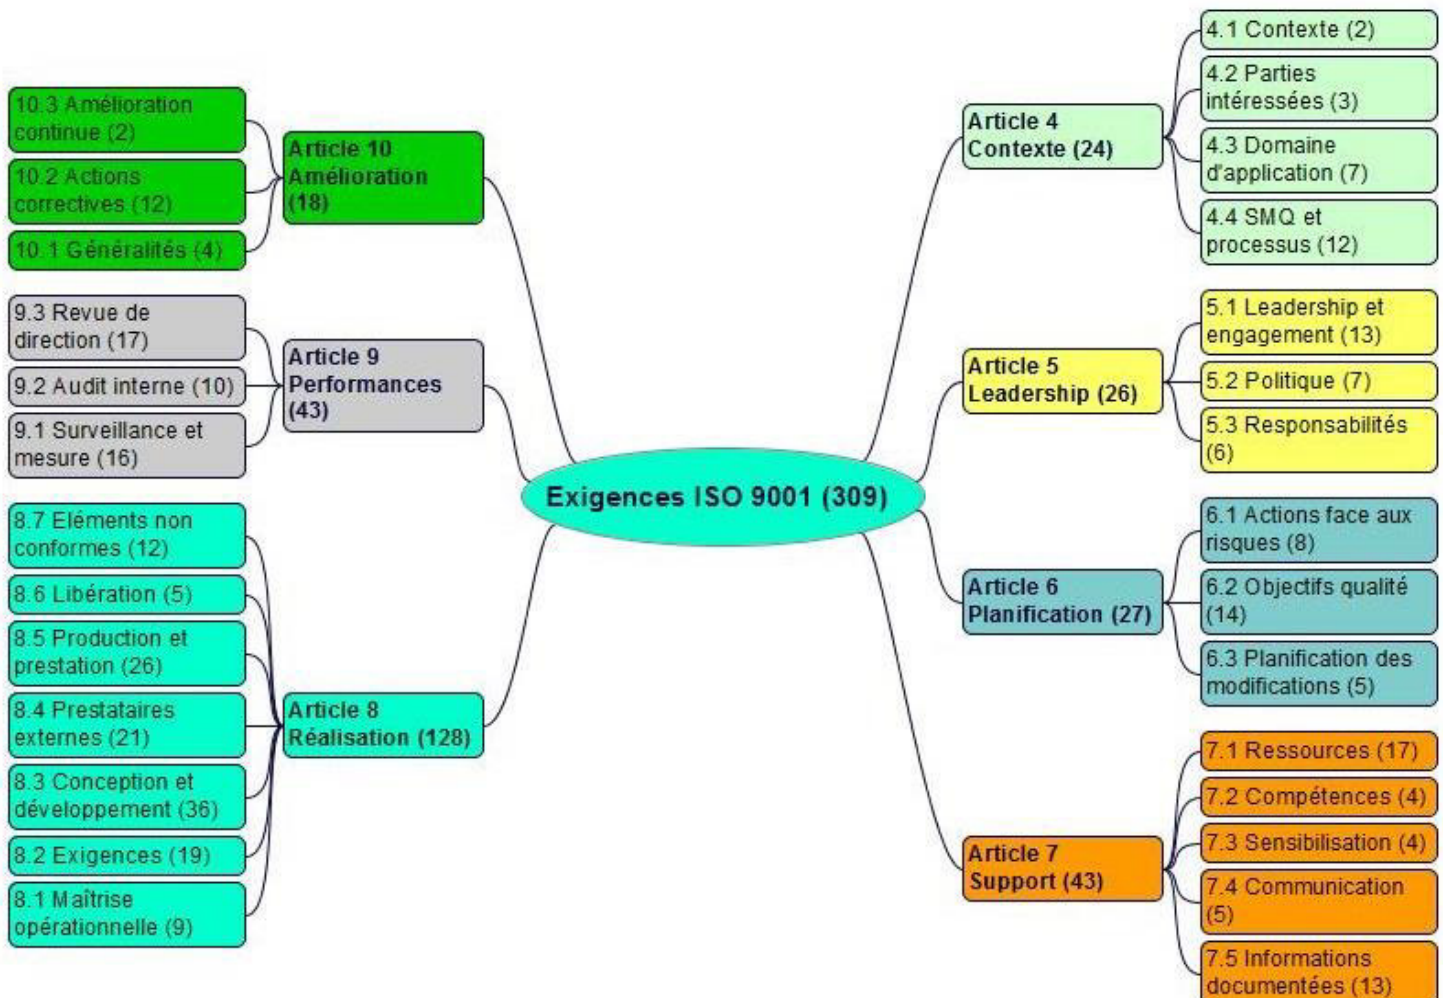 Exigences ISO 9001 (309)
Article 4
Contexte (24)
4.1 Contexte (2)
4.2 Parties
intéressées (3)
4.3 Domaine
d'application (7)
4.4 SMQ et
processus (12)
Article 5
Leadership (26)
5.1 Leadership et
engagement (13)
5.2 Politique (7)
5.3 Responsabilités
(6)
Article 6
Planification (27)
6.1 Actions face aux
risques (8)
6.2 Objectifs qualité
(14)
6.3 Planification des
modifications (5)
Article 7
Support (43)
7.1 Ressources (17)
7.2 Compétences (4)
7.3 Sensibilisation (4)
7.4 Communication
(5)
7.5 Informations
documentées (13)
Article 10
Amélioration
(18)
10.3 Amélioration
continue (2)
10.2 Actions
correctives (12)
10.1 Généralités (4)
Article 9
Performances
(43)
9.3 Revue de
direction (17)
9.2 Audit interne (10)
9.1 Surveillance et
mesure (16)
Article 8
Réalisation (128)
8.7 Eléments non
conformes (12)
8.6 Libération (5)
8.5 Production et
prestation (26)
8.4 Prestataires
externes (21)
8.3 Conception et
développement (36)
8.2 Exigences (19)
8.1 Maîtrise
opérationnelle (9)